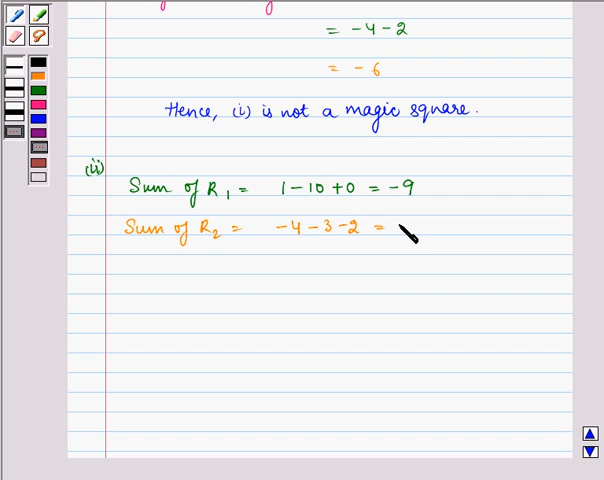 = -4-2
= -6
Hence, (i) is not a magic square.
(ii)
Sum of R₁ = 1-10+0 = -9
Sum of R₂ = -4-3-2 =